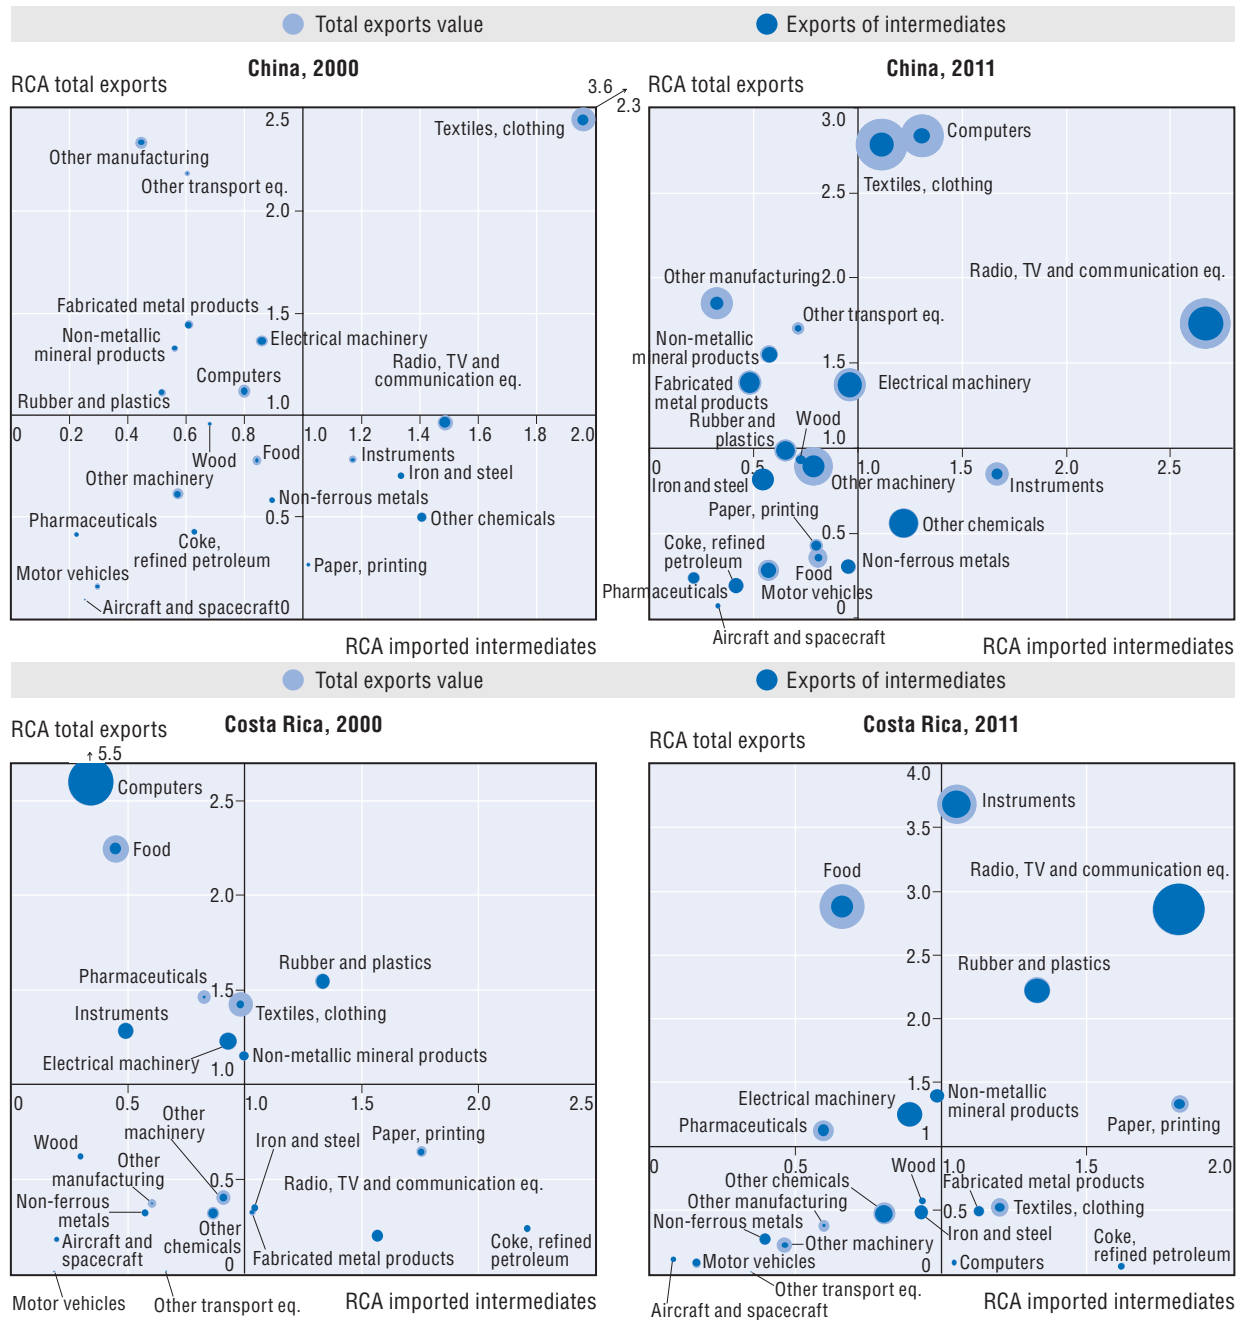 Total exports value
Exports of intermediates
China, 2000
RCA total exports
3.6
2.3
2.5
Textiles, clothing
Other manufacturing
Other transport eq.
2.0
Fabricated metal products
1.5
Non-metallic
mineral products
Electrical machinery
Radio, TV and
communication eq.
Computers
Rubber and plastics
1.0
0 0.2 0.4 0.6 0.8 1.0 1.2 1.4 1.6 1.8 2.0
Wood
Food
Instruments
Other machinery
Iron and steel
Non-ferrous metals
0.5
Other chemicals
Pharmaceuticals
Coke,
refined petroleum
Motor vehicles
Paper, printing
Aircraft and spacecraft
0
RCA imported intermediates
China, 2011
RCA total exports
3.0
Computers
Textiles, clothing
2.5
Radio, TV and communication eq.
Other manufacturing
2.0
Other transport eq.
Non-metallic
mineral products
1.5
Fabricated
metal products
Electrical machinery
Rubber and
plastics
Wood
1.0
0 0.5 1.0 1.5 2.0 2.5
Iron and steel
Other machinery
Instruments
Paper, printing
Other chemicals
0.5
Coke, refined
petroleum
Non-ferrous metals
Food
Pharmaceuticals
Motor vehicles
0
Aircraft and spacecraft
RCA imported intermediates
Total exports value
Exports of intermediates
Costa Rica, 2000
RCA total exports
5.5
Computers
2.5
Food
2.0
Rubber and plastics
Pharmaceuticals
1.5
Instruments
Textiles, clothing
Electrical machinery
Non-metallic mineral products
1.0
0 0.5 1.0 1.5 2.0 2.5
Other
machinery
Wood
Iron and steel
Paper, printing
Other
manufacturing
0.5
Radio, TV and communication eq.
Non-ferrous
metals
Other
chemicals
Aircraft and
spacecraft
Fabricated metal products
Coke, refined
petroleum
0
Motor vehicles
Other transport eq.
RCA imported intermediates
Costa Rica, 2011
RCA total exports
4.0
Instruments
3.5
Food
Radio, TV and communication eq.
3.0
2.5
Rubber and plastics
2.0
1.5
Electrical machinery
Non-metallic
mineral products
Pharmaceuticals
1
Paper, printing
0 0.5 1.0 1.5 2.0
Wood
Other chemicals
Fabricated metal products
Other manufacturing
0.5
Textiles, clothing
Non-ferrous metals
Iron and steel
Other machinery
Coke,
refined petroleum
Motor vehicles
0
Computers
Other transport eq.
Aircraft and spacecraft
RCA imported intermediates